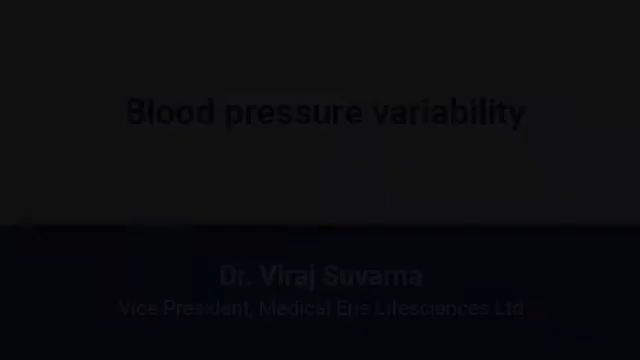 Blood pressure variability
Dr. Viraj Suvarna
Vice President, Medical Eris Lifesciences Ltd